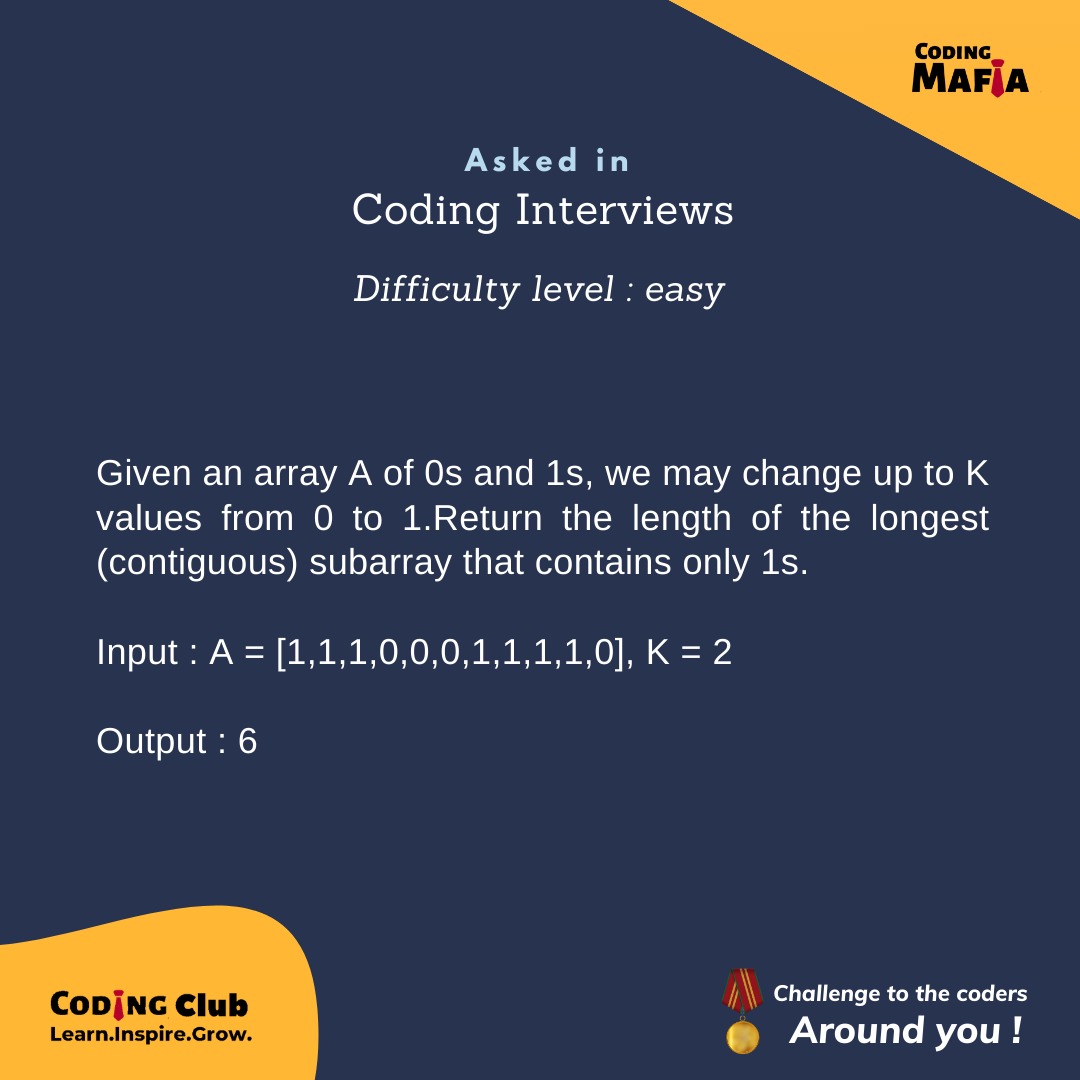 CODING
MAFIA
Asked in
Coding Interviews
Difficulty level : easy
Given an array A of 0s and 1s, we may change up to K
values from 0 to 1.Return the length of the longest
(contiguous) subarray that contains only 1s.
Input : A = [1,1,1,0,0,0,1,1,1,1,0], K = 2
Output : 6
CODING Club
Learn.Inspire.Grow.
Challenge to the coders
Around you !